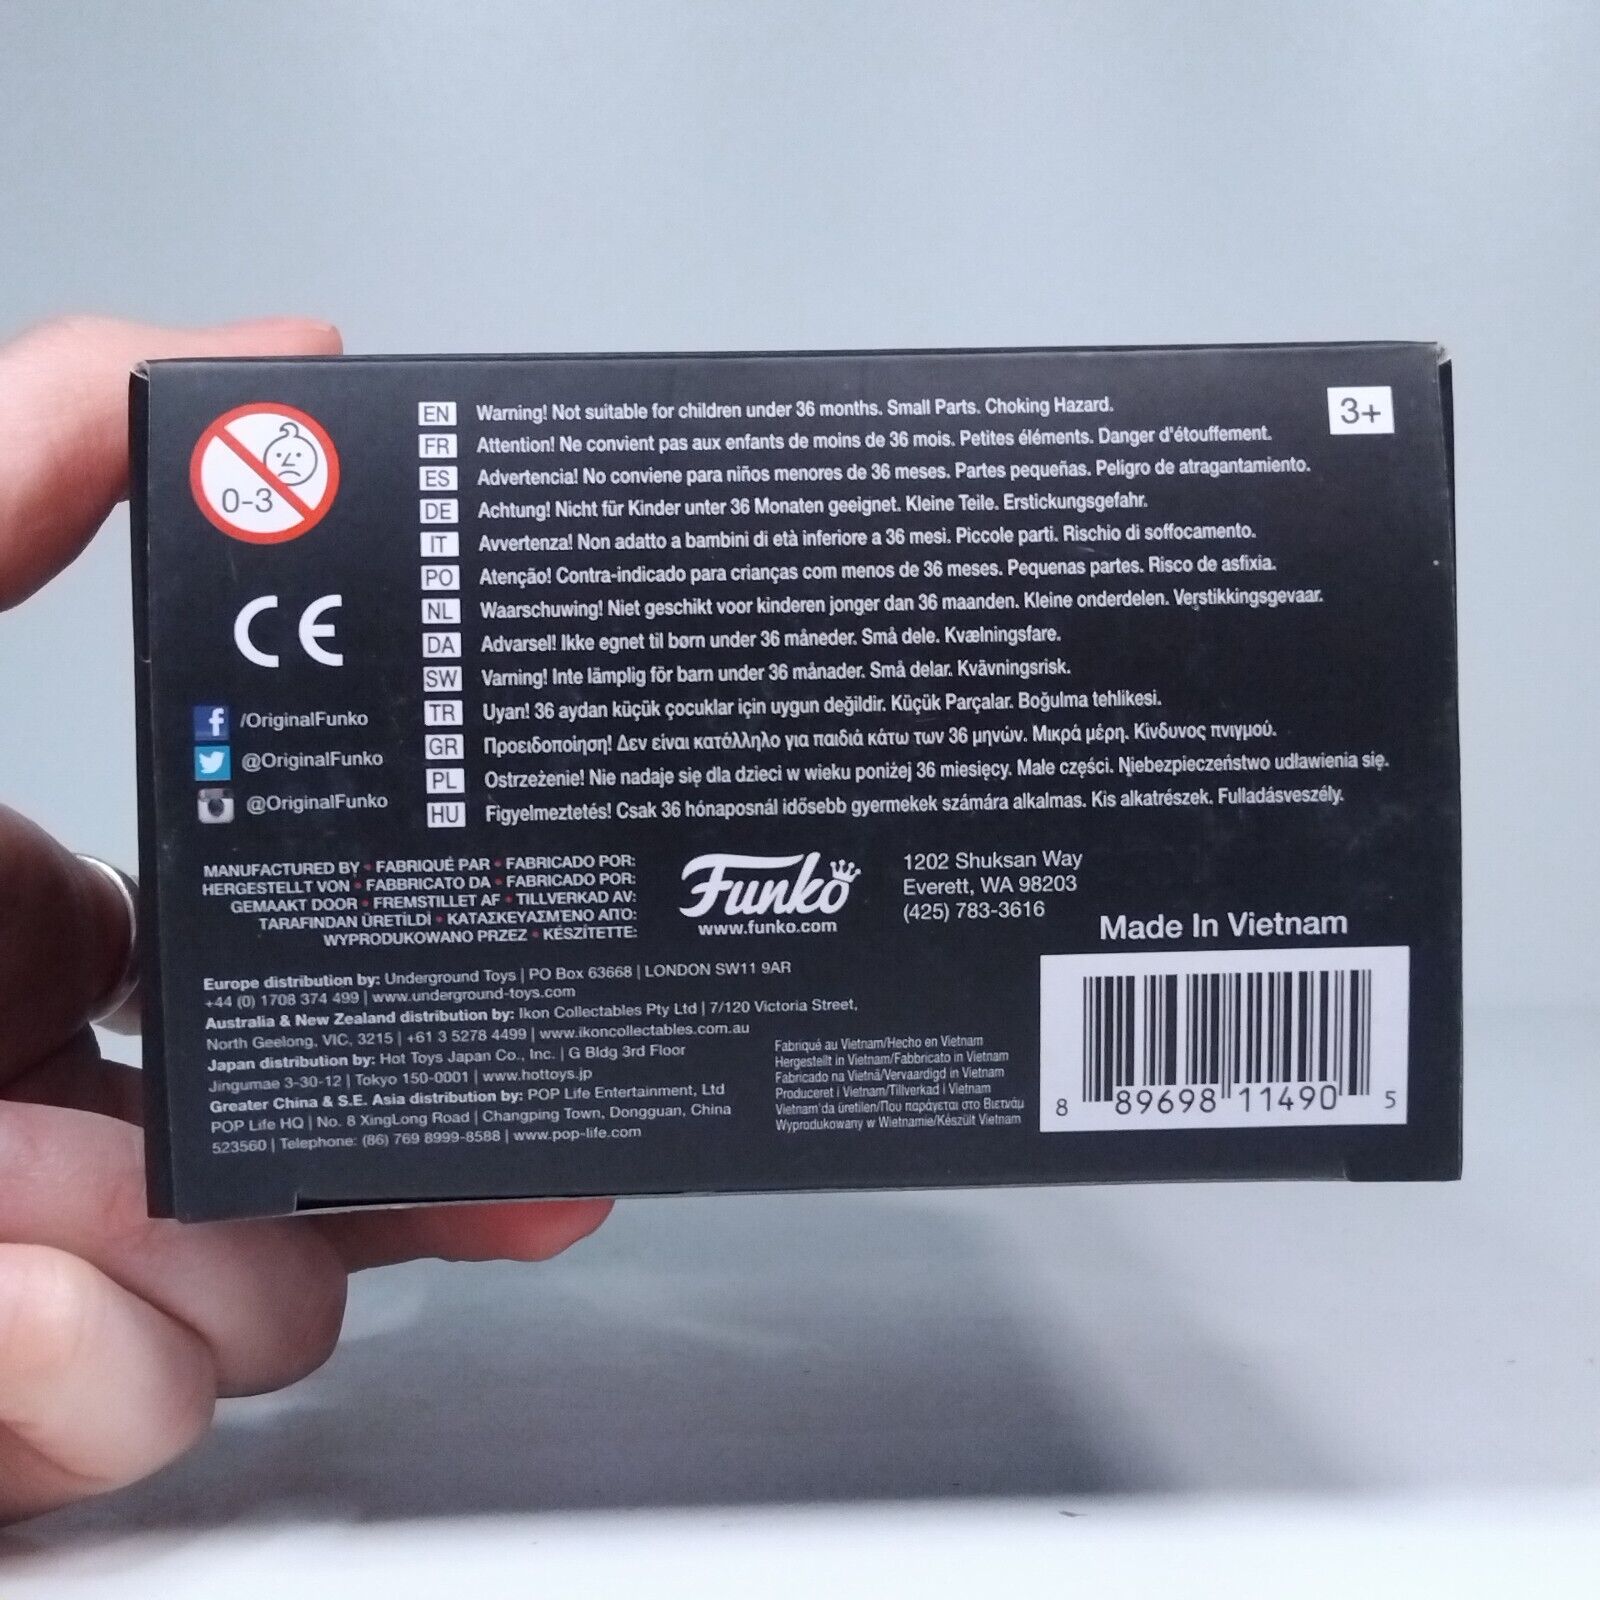 0-3
EN Warning! Not suitable for children under 36 months. Small Parts. Choking Hazard.
3+
FR Attention! Ne convient pas aux enfants de moins de 36 mois. Petites éléments. Danger d'étouffement.
ES Advertencia! No conviene para niños menores de 36 meses. Partes pequeñas. Peligro de atragantamiento.
DE Achtung! Nicht für Kinder unter 36 Monaten geeignet. Kleine Teile. Erstickungsgefahr.
IT Avvertenza! Non adatto a bambini di età inferiore a 36 mesi. Piccole parti. Rischio di soffocamento.
PO Atenção! Contra-indicado para crianças com menos de 36 meses. Pequenas partes. Risco de asfixia.
NL Waarschuwing! Niet geschikt voor kinderen jonger dan 36 maanden. Kleine onderdelen. Verstikkingsgevaar.
DA Advarsel! Ikke egnet til børn under 36 måneder. Små dele. Kvælningsfare.
SW Varning! Inte lämplig för barn under 36 månader. Små delar. Kvävningsrisk.
TR Uyarı! 36 aydan küçük çocuklar için uygun değildir. Küçük Parçalar. Boğulma tehlikesi.
GR Προειδοποίηση! Δεν είναι κατάλληλο για παιδιά κάτω των 36 μηνών. Μικρά μέρη. Κίνδυνος πνιγμού.
PL Ostrzeżenie! Nie nadaje się dla dzieci w wieku poniżej 36 miesięcy. Male części. Niebezpieczeństwo udławienia się.
HU Figyelmeztetés! Csak 36 hónaposnál idősebb gyermekek számára alkalmas. Kis alkatrészek. Fulladásveszély.
CE
/OriginalFunko
@OriginalFunko
@OriginalFunko
MANUFACTURED BY • FABRIQUÉ PAR • FABRICADO POR:
HERGESTELLT VON • FABBRICATO DA • FABRICADO POR:
GEMAAKT DOOR • FREMSTILLET AF • TILLVERKAD AV:
TARAFINDAN ÜRETİLDİ • ΚΑΤΑΣΚΕΥΑΣΜΈΝΟ ΑΠΌ:
WYPRODUKOWANO PRZEZ • KÉSZÍTETTE:
Funko
www.funko.com
1202 Shuksan Way
Everett, WA 98203
(425) 783-3616
Made In Vietnam
Europe distribution by: Underground Toys | PO Box 63668 | LONDON SW11 9AR
+44 (0) 1708 374 499 | www.underground-toys.com
Australia & New Zealand distribution by: Ikon Collectables Pty Ltd | 7/120 Victoria Street,
North Geelong, VIC, 3215 | +61 3 5278 4499 | www.ikoncollectables.com.au
Japan distribution by: Hot Toys Japan Co., Inc. | G Bldg 3rd Floor
Jingumae 3-30-12 | Tokyo 150-0001 | www.hottoys.jp
Greater China & S.E. Asia distribution by: POP Life Entertainment, Ltd
POP Life HQ | No. 8 XingLong Road | Changping Town, Dongguan, China
523560 | Telephone: (86) 769 8999-8588 | www.pop-life.com
Fabriqué au Vietnam/Hecho en Vietnam
Hergestellt in Vietnam/Fabbricato in Vietnam
Fabricado na Vietnã/Vervaardigd in Vietnam
Produceret i Vietnam/Tillverkad i Vietnam
Vietnam'da üretilen/Που παράγεται στο Βιετνάμ
Wyprodukowany w Wietnamie/Készült Vietnam
8 89698 11490 5